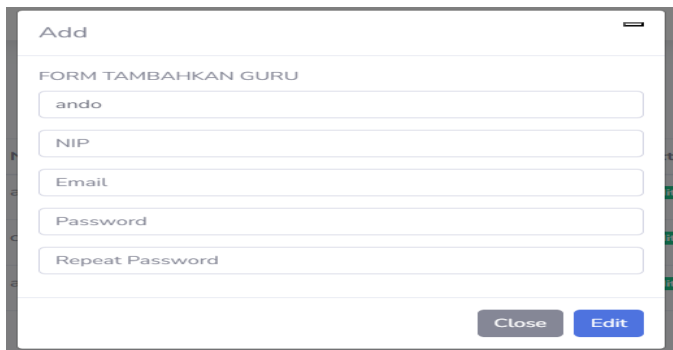 Add
FORM TAMBAHKAN GURU
ando
NIP
Email
Password
Repeat Password
Close Edit